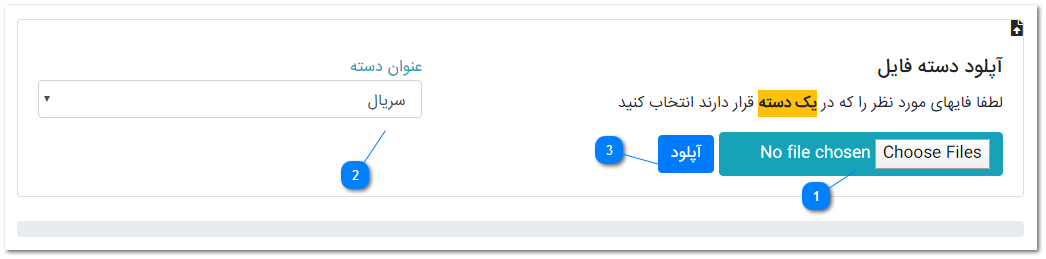 آپلود دسته فایل
لطفا فایهای مورد نظر را که در یک دسته قرار دارند انتخاب کنید
Choose Files No file chosen
آپلود
عنوان دسته
سریال
1
2
3